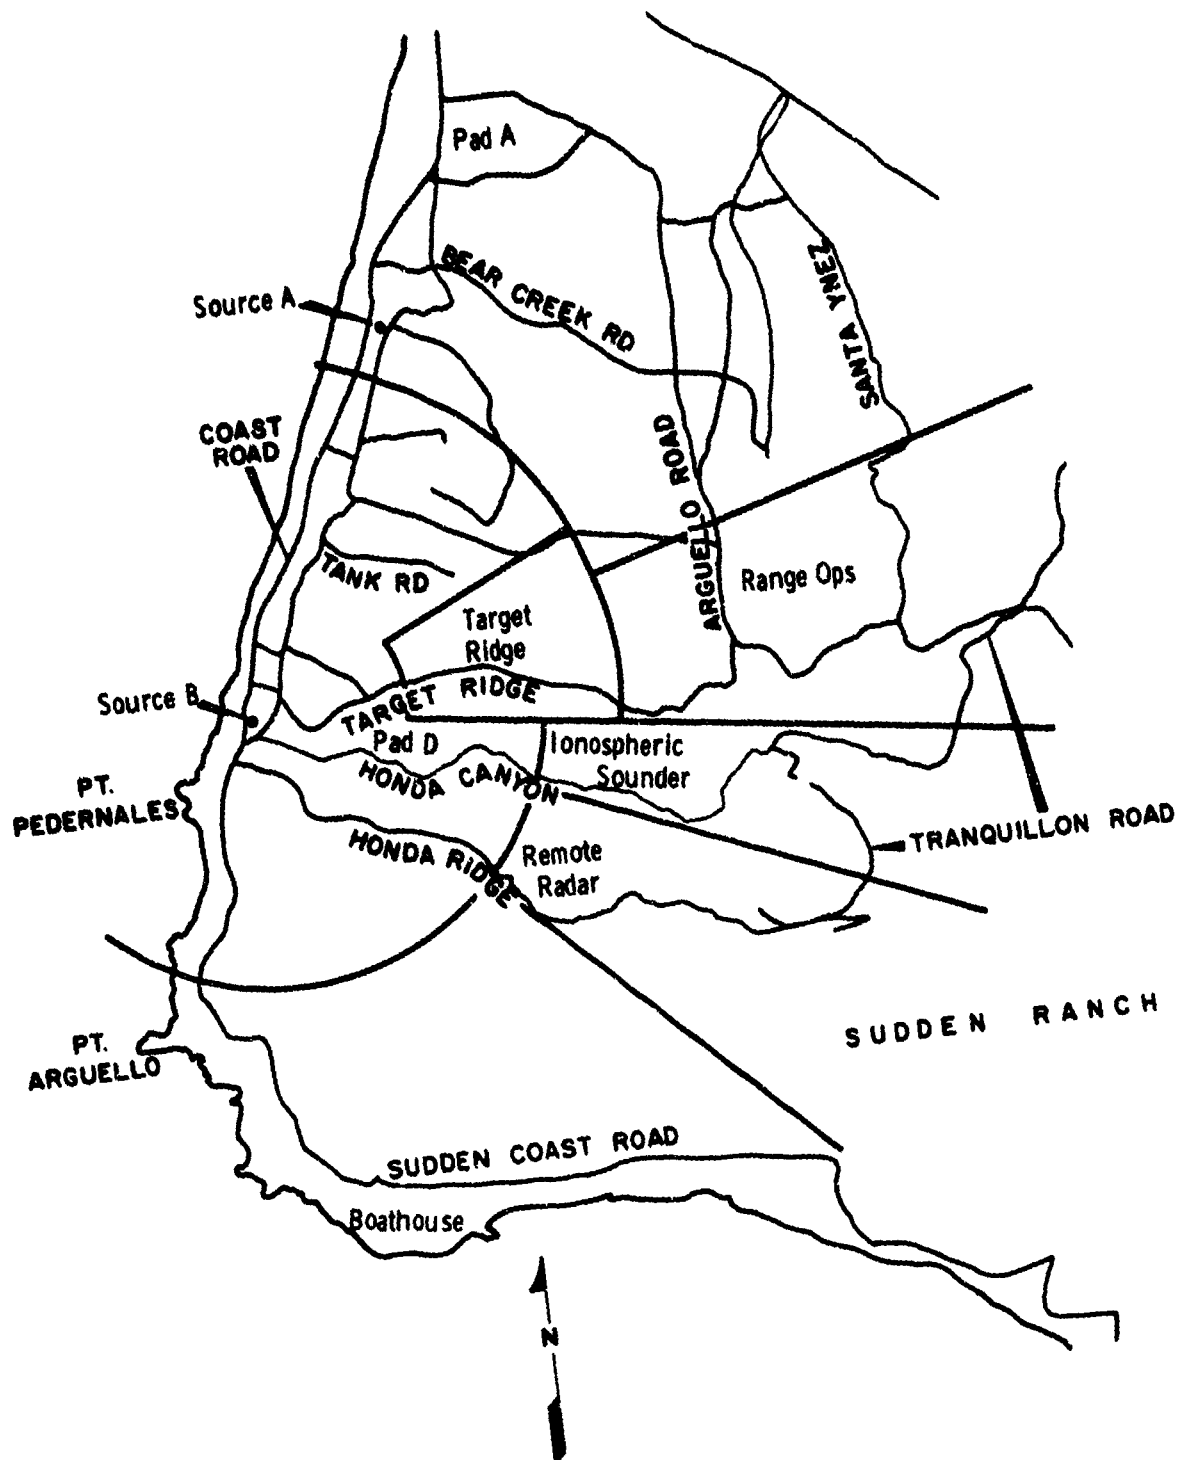 Pad A
BEAR CREEK RD
Source A
SANTA YNEZ
COAST
ROAD
ARGUELLO ROAD
TANK RD
Range Ops
Target
Ridge
TARGET RIDGE
Source B
Pad D
Ionospheric
Sounder
HONDA CANYON
PT.
PEDERNALES
TRANQUILLON ROAD
HONDA RIDGE
Remote
Radar
SUDDEN RANCH
PT.
ARGUELLO
SUDDEN COAST ROAD
Boathouse
N